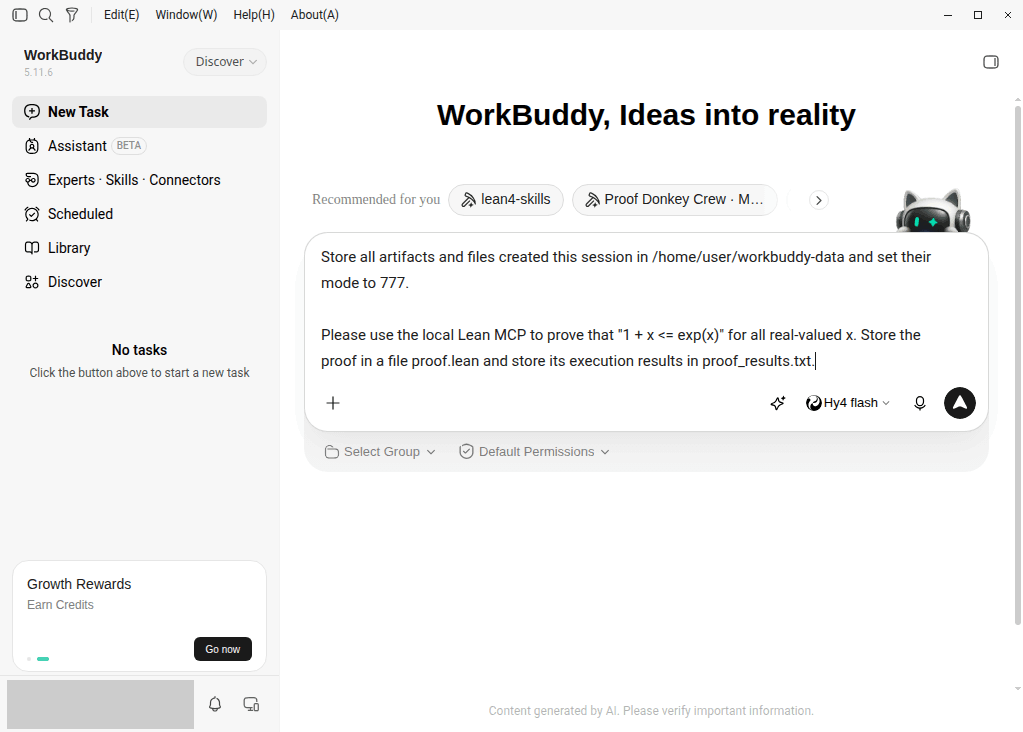 Edit(E) Window(W) Help(H) About(A)
WorkBuddy
5.11.6
Discover
New Task
Assistant BETA
Experts · Skills · Connectors
Scheduled
Library
Discover
No tasks
Click the button above to start a new task
Growth Rewards
Earn Credits
Go now
WorkBuddy, Ideas into reality
Recommended for you lean4-skills Proof Donkey Crew · M…
Store all artifacts and files created this session in /home/user/workbuddy-data and set their
mode to 777.
Please use the local Lean MCP to prove that "1 + x <= exp(x)" for all real-valued x. Store the
proof in a file proof.lean and store its execution results in proof_results.txt.
Hy4 flash
Select Group Default Permissions
Content generated by AI. Please verify important information.